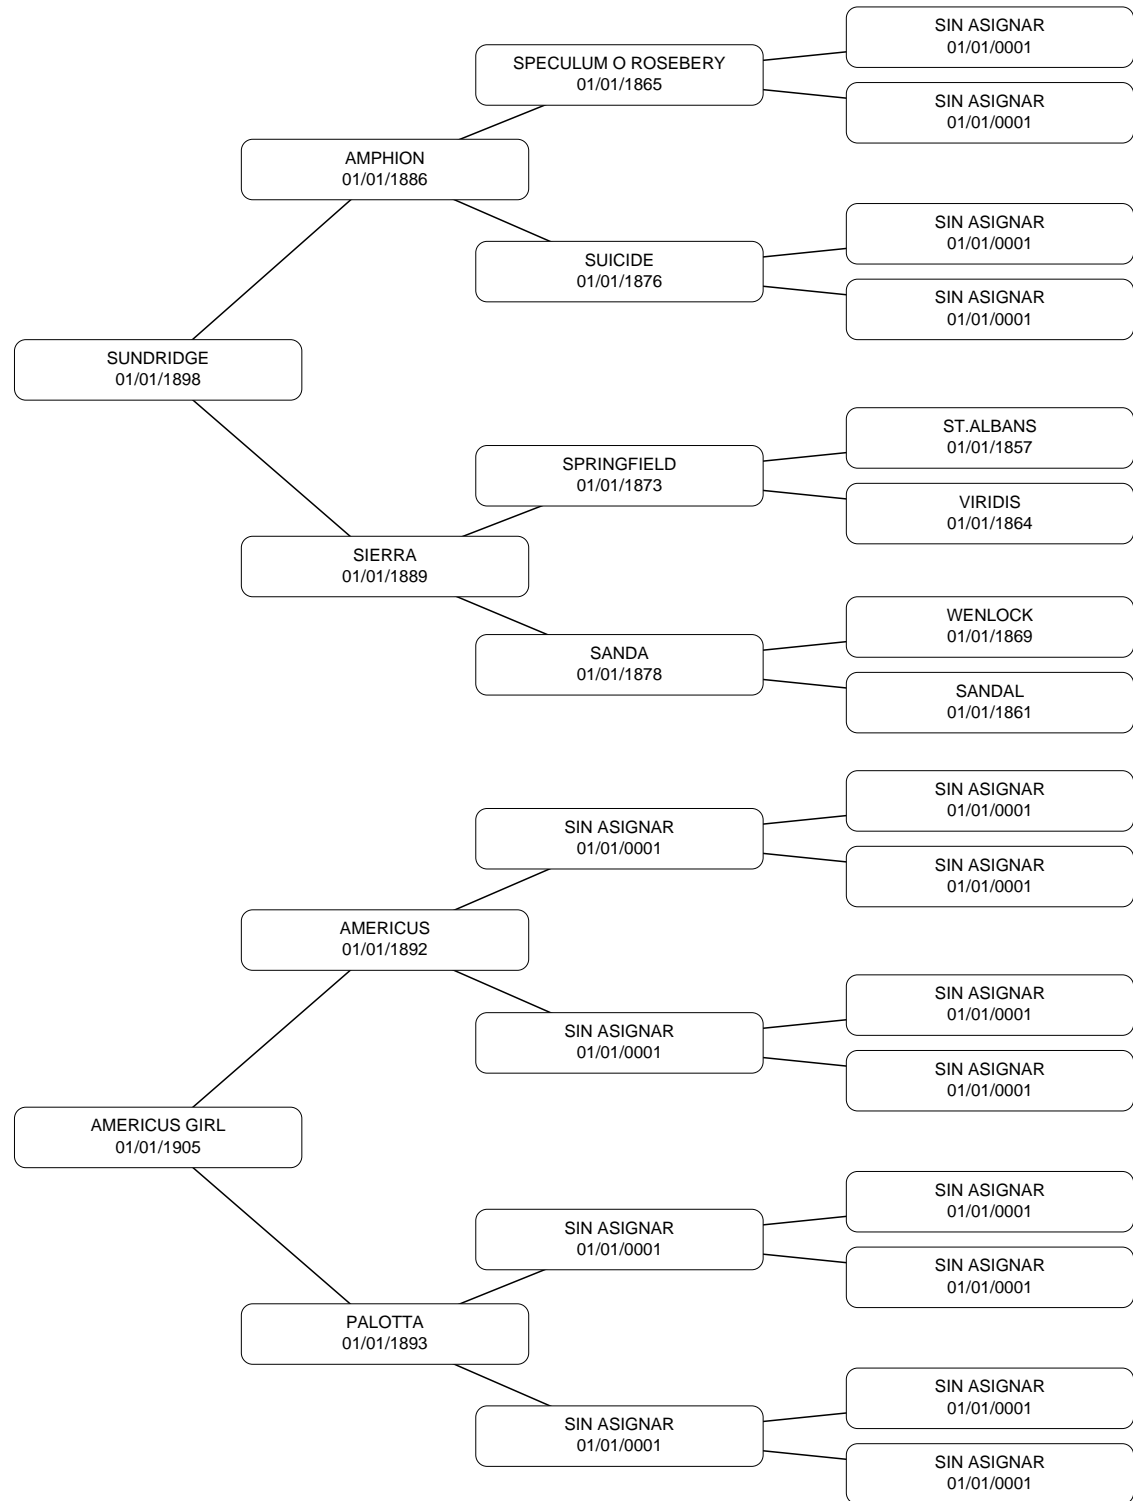 SIN ASIGNAR
01/01/0001
SPECULUM O ROSEBERY
01/01/1865
SIN ASIGNAR
01/01/0001
AMPHION
01/01/1886
SIN ASIGNAR
01/01/0001
SUICIDE
01/01/1876
SIN ASIGNAR
01/01/0001
SUNDRIDGE
01/01/1898
ST.ALBANS
01/01/1857
SPRINGFIELD
01/01/1873
VIRIDIS
01/01/1864
SIERRA
01/01/1889
WENLOCK
01/01/1869
SANDA
01/01/1878
SANDAL
01/01/1861
SIN ASIGNAR
01/01/0001
SIN ASIGNAR
01/01/0001
SIN ASIGNAR
01/01/0001
AMERICUS
01/01/1892
SIN ASIGNAR
01/01/0001
SIN ASIGNAR
01/01/0001
SIN ASIGNAR
01/01/0001
AMERICUS GIRL
01/01/1905
SIN ASIGNAR
01/01/0001
SIN ASIGNAR
01/01/0001
SIN ASIGNAR
01/01/0001
PALOTTA
01/01/1893
SIN ASIGNAR
01/01/0001
SIN ASIGNAR
01/01/0001
SIN ASIGNAR
01/01/0001